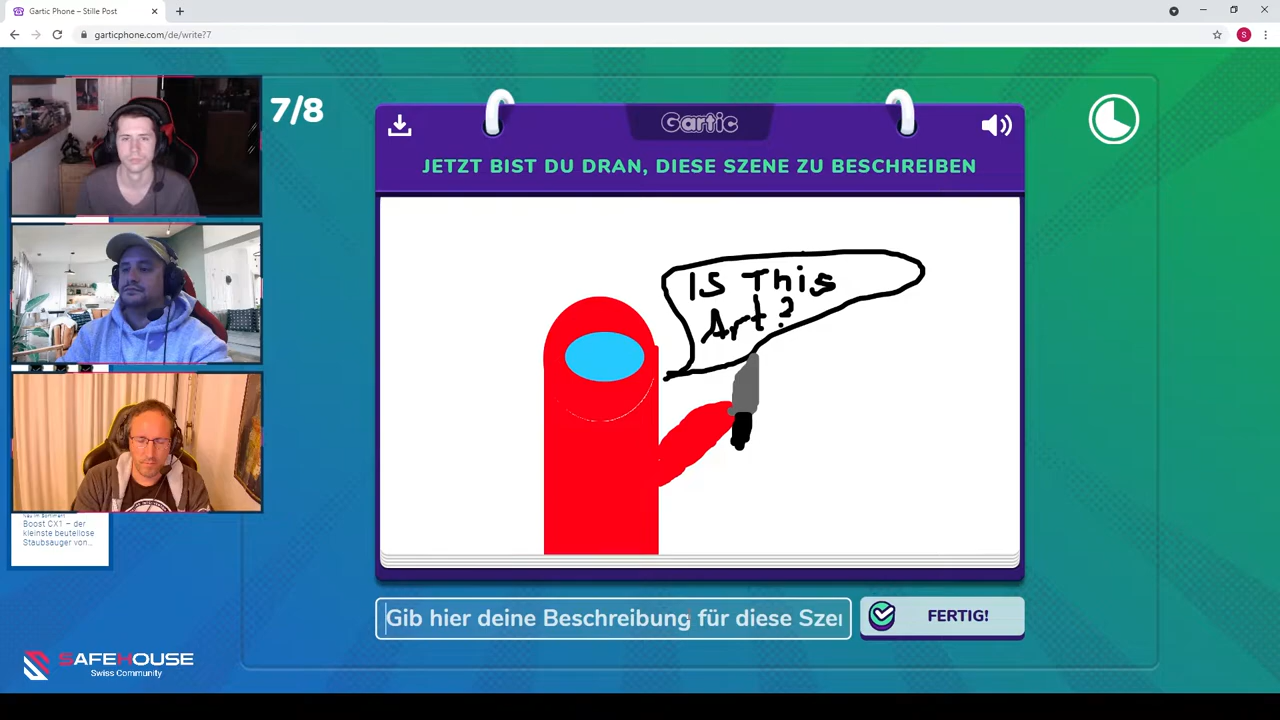 Gartic Phone – Stille Post
garticphone.com/de/write?7
S
7/8
Gartic
JETZT BIST DU DRAN, DIESE SZENE ZU BESCHREIBEN
IS This
Art?
Boost CX1 – der
kleinste beutellose
Staubsauger von...
Gib hier deine Beschreibung für diese Szen
FERTIG!
SAFEHOUSE
Swiss Community